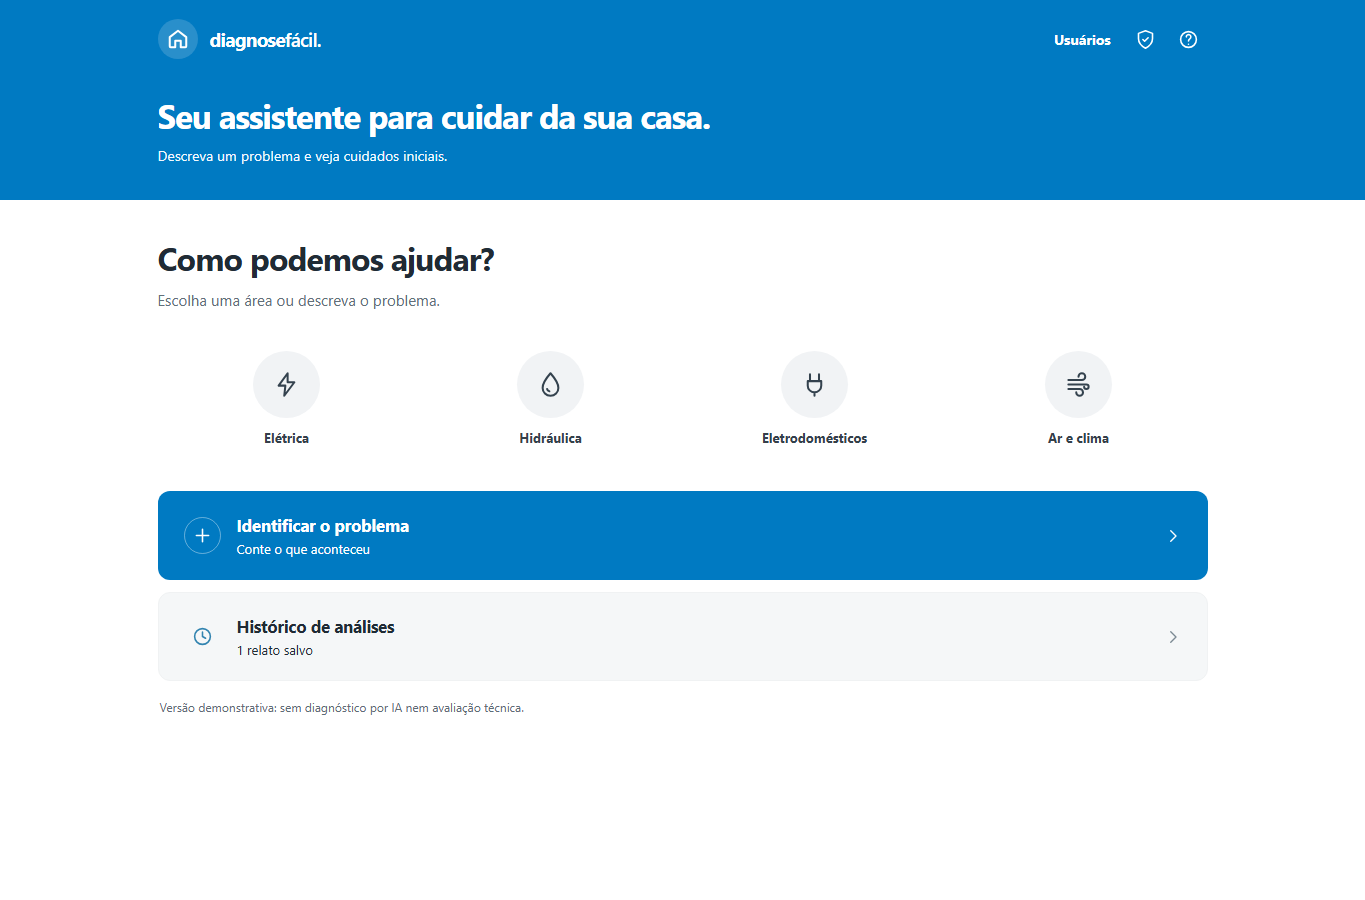 diagnosefácil.
Usuários
Seu assistente para cuidar da sua casa.
Descreva um problema e veja cuidados iniciais.
Como podemos ajudar?
Escolha uma área ou descreva o problema.
Elétrica
Hidráulica
Eletrodomésticos
Ar e clima
Identificar o problema
Conte o que aconteceu
Histórico de análises
1 relato salvo
Versão demonstrativa: sem diagnóstico por IA nem avaliação técnica.